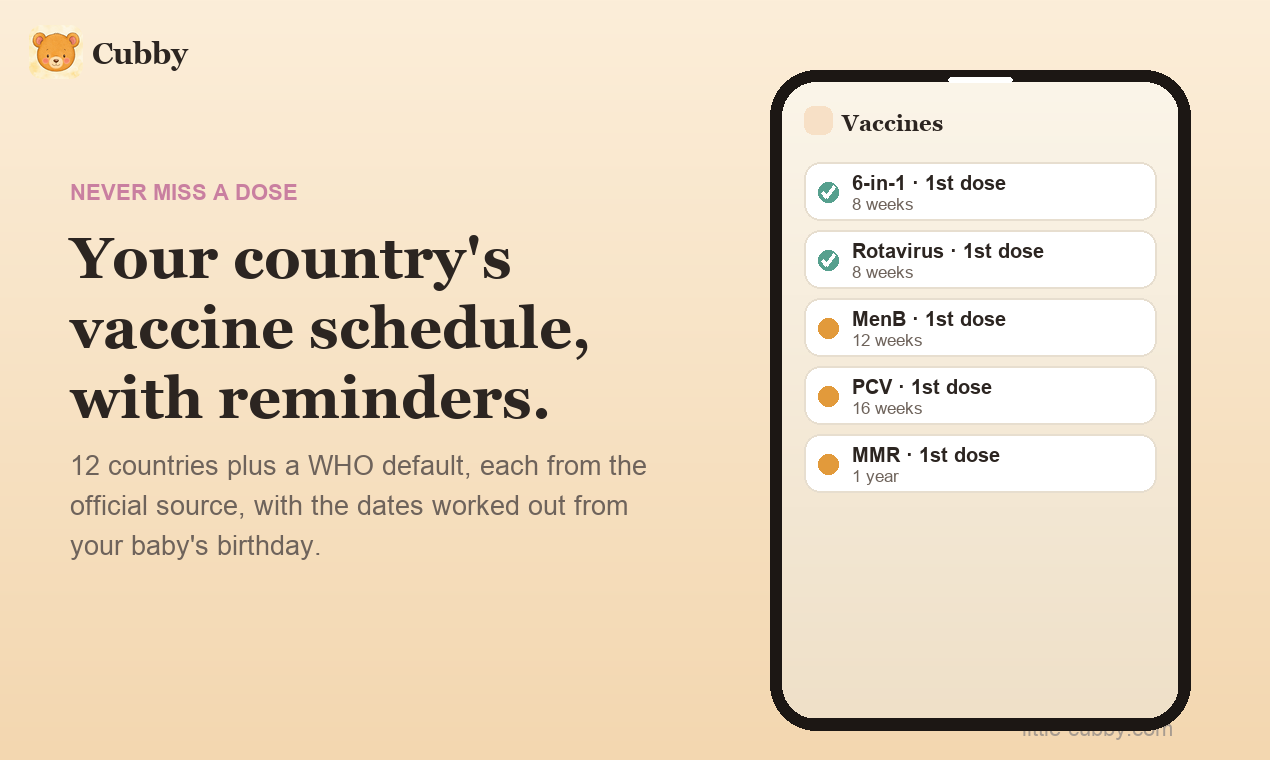 Cubby
NEVER MISS A DOSE
Your country's
vaccine schedule,
with reminders.
12 countries plus a WHO default, each from the
official source, with the dates worked out from
your baby's birthday.
Vaccines
6-in-1 · 1st dose
8 weeks
Rotavirus · 1st dose
8 weeks
MenB · 1st dose
12 weeks
PCV · 1st dose
16 weeks
MMR · 1st dose
1 year
little-cubby.com